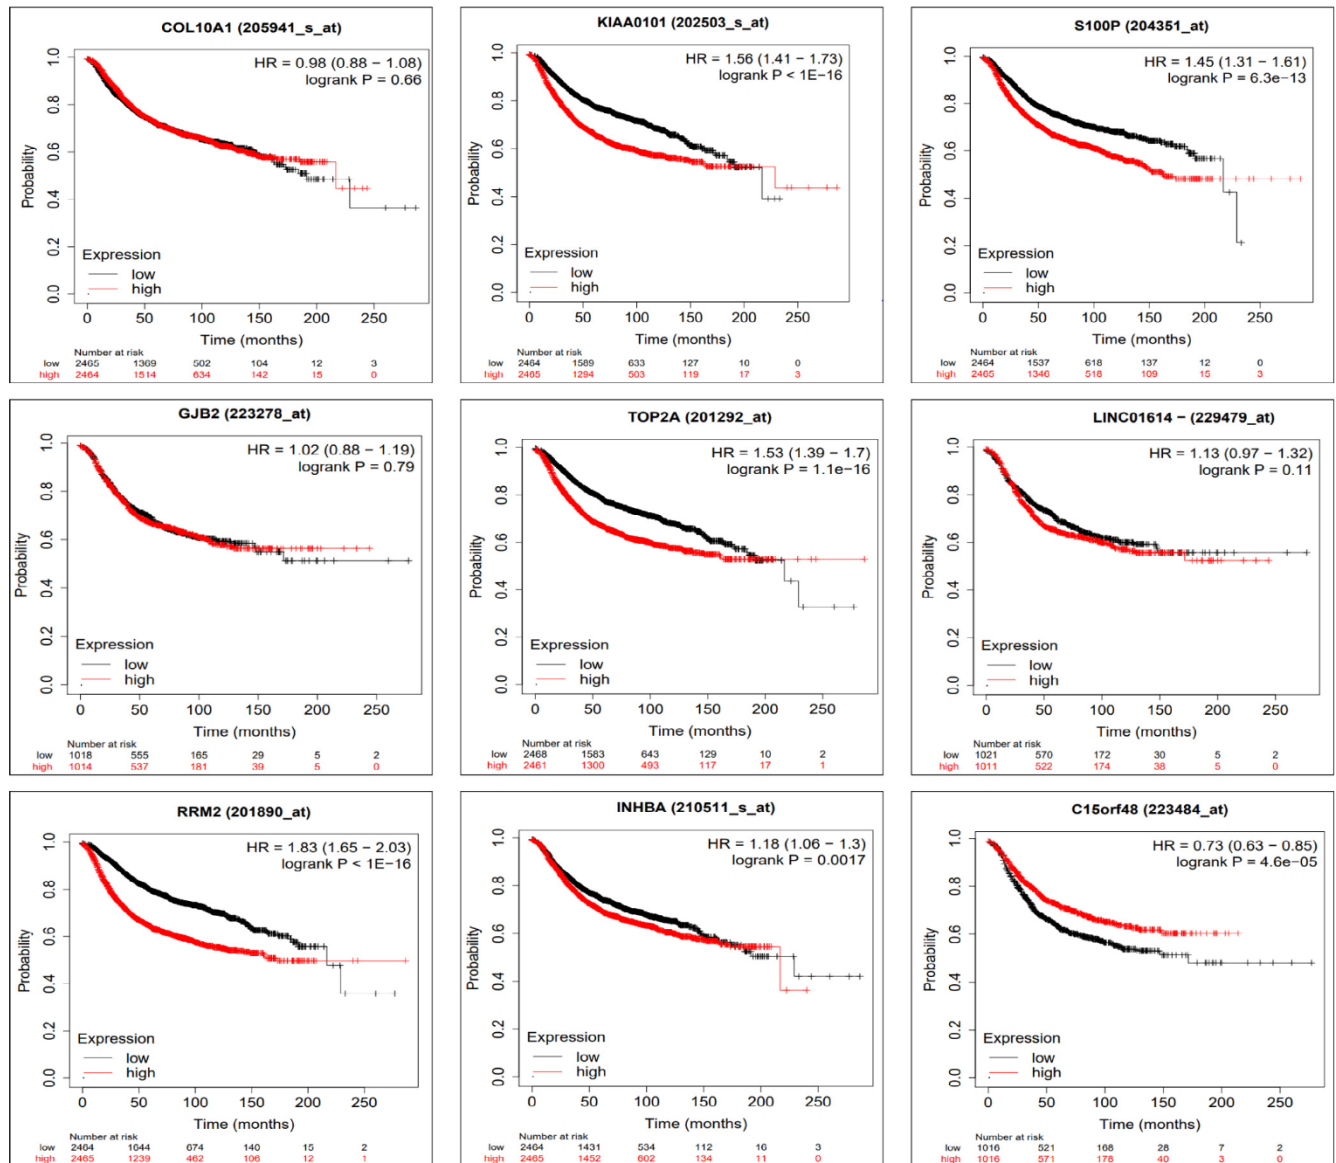 COL10A1 (205941_s_at)
HR = 0.98 (0.88 − 1.08)
logrank P = 0.66
Probability
0.0 0.2 0.4 0.6 0.8 1.0
Expression
low
high
0 50 100 150 200 250
Time (months)
Number at risk
low 2465 1369 502 104 12 3
high 2464 1514 634 142 15 0
KIAA0101 (202503_s_at)
HR = 1.56 (1.41 − 1.73)
logrank P < 1E−16
Probability
0.0 0.2 0.4 0.6 0.8 1.0
Expression
low
high
0 50 100 150 200 250
Time (months)
Number at risk
low 2464 1589 633 127 10 0
high 2465 1294 503 119 17 3
S100P (204351_at)
HR = 1.45 (1.31 − 1.61)
logrank P = 6.3e−13
Probability
0.0 0.2 0.4 0.6 0.8 1.0
Expression
low
high
0 50 100 150 200 250
Time (months)
Number at risk
low 2464 1537 618 137 12 0
high 2465 1346 518 109 15 3
GJB2 (223278_at)
HR = 1.02 (0.88 − 1.19)
logrank P = 0.79
Probability
0.0 0.2 0.4 0.6 0.8 1.0
Expression
low
high
0 50 100 150 200 250
Time (months)
Number at risk
low 1018 555 165 29 5 2
high 1014 537 181 39 5 0
TOP2A (201292_at)
HR = 1.53 (1.39 − 1.7)
logrank P = 1.1e−16
Probability
0.0 0.2 0.4 0.6 0.8 1.0
Expression
low
high
0 50 100 150 200 250
Time (months)
Number at risk
low 2468 1583 643 129 10 2
high 2461 1300 493 117 17 1
LINC01614 − (229479_at)
HR = 1.13 (0.97 − 1.32)
logrank P = 0.11
Probability
0.0 0.2 0.4 0.6 0.8 1.0
Expression
low
high
0 50 100 150 200 250
Time (months)
Number at risk
low 1021 570 172 30 5 2
high 1011 522 174 38 5 0
RRM2 (201890_at)
HR = 1.83 (1.65 − 2.03)
logrank P < 1E−16
Probability
0.0 0.2 0.4 0.6 0.8 1.0
Expression
low
high
0 50 100 150 200 250
Time (months)
Number at risk
low 2464 1644 674 140 15 2
high 2465 1239 462 106 12 1
INHBA (210511_s_at)
HR = 1.18 (1.06 − 1.3)
logrank P = 0.0017
Probability
0.0 0.2 0.4 0.6 0.8 1.0
Expression
low
high
0 50 100 150 200 250
Time (months)
Number at risk
low 2464 1431 534 112 16 3
high 2465 1452 602 134 11 0
C15orf48 (223484_at)
HR = 0.73 (0.63 − 0.85)
logrank P = 4.6e−05
Probability
0.0 0.2 0.4 0.6 0.8 1.0
Expression
low
high
0 50 100 150 200 250
Time (months)
Number at risk
low 1016 521 168 28 7 2
high 1016 571 178 40 3 0